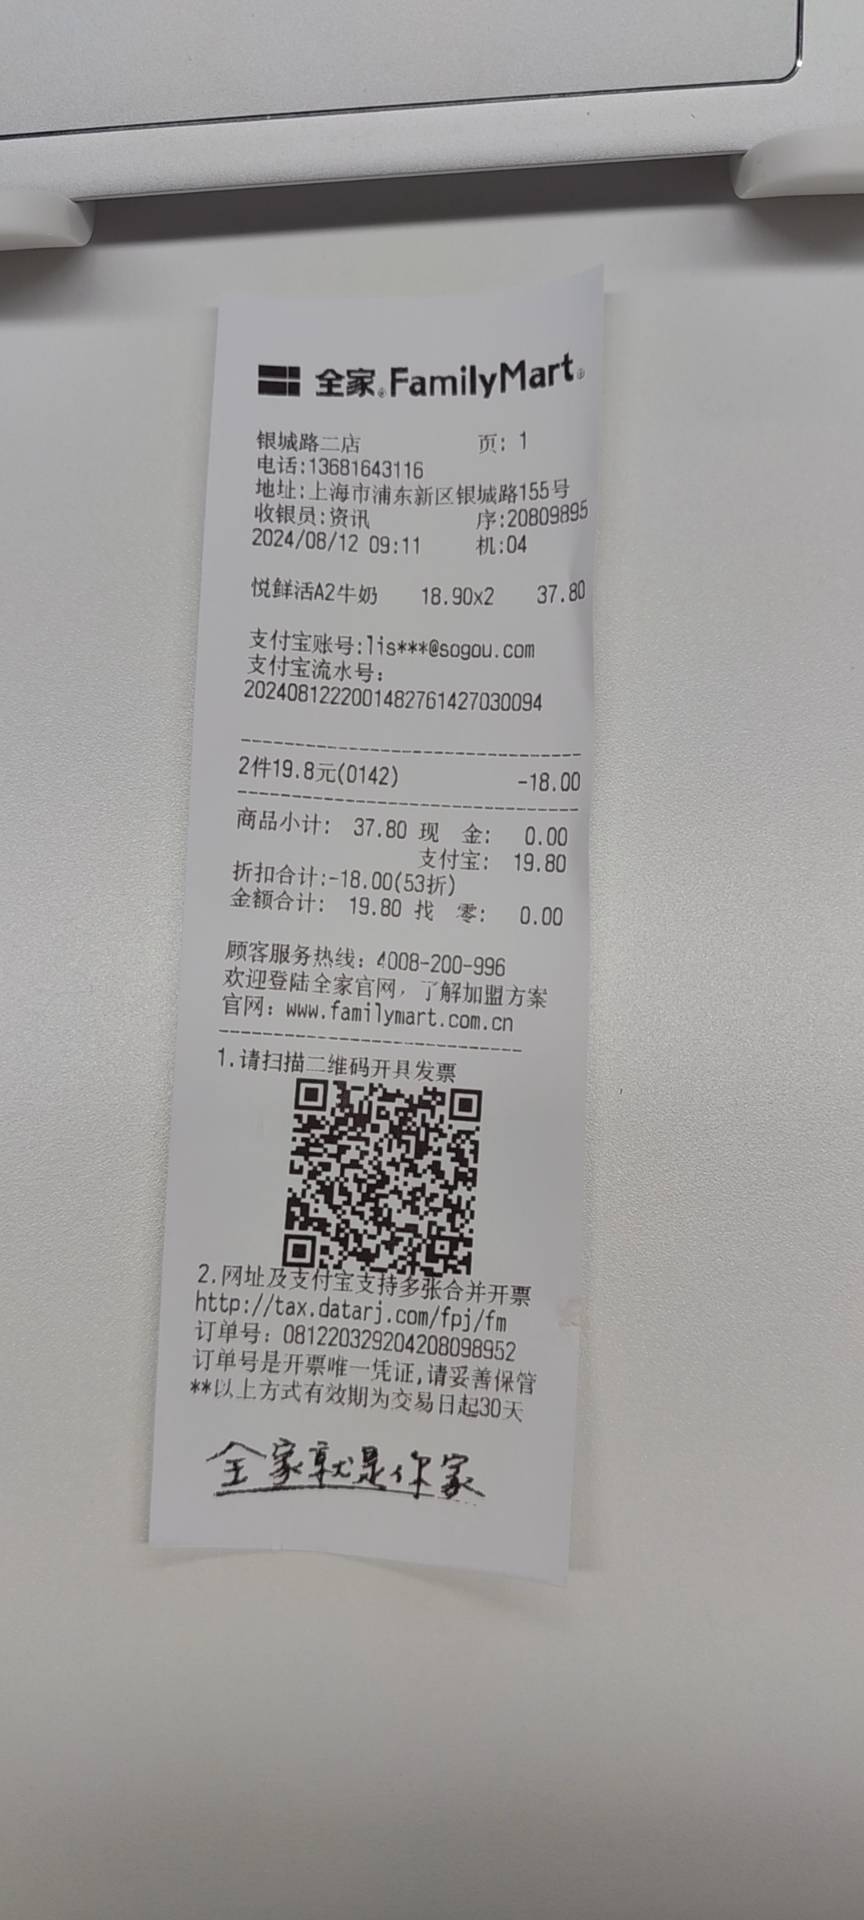 全家®FamilyMart®
银城路二店 页: 1
电话:13681643116
地址:上海市浦东新区银城路155号
收银员:资讯 序:20809895
2024/08/12 09:11 机:04
悦鲜活A2牛奶 18.90x2 37.80
支付宝账号:lis***@sogou.com
支付宝流水号:
2024081222001482761427030094
2件19.8元(0142) -18.00
商品小计: 37.80 现 金: 0.00
支付宝: 19.80
折扣合计:-18.00(53折)
金额合计: 19.80 找 零: 0.00
顾客服务热线: 4008-200-996
欢迎登陆全家官网，了解加盟方案
官网: www.familymart.com.cn
1.请扫描二维码开具发票
2.网址及支付宝支持多张合并开票
http://tax.datarj.com/fpj/fm
订单号: 081220329204208098952
订单号是开票唯一凭证,请妥善保管
**以上方式有效期为交易日起30天
全家就是你家